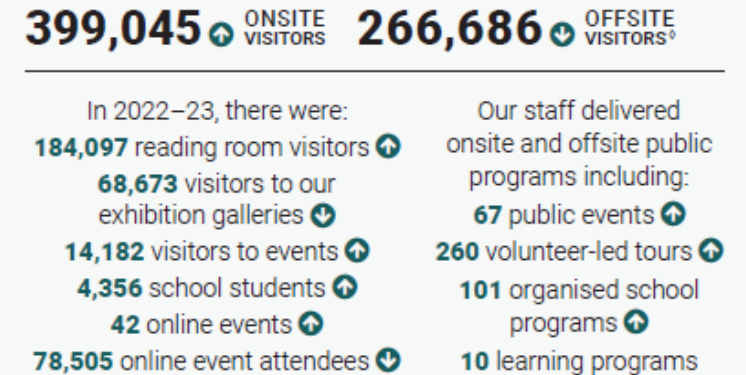 399,045 ONSITE VISITORS
266,686 OFFSITE VISITORS◊
In 2022–23, there were:
184,097 reading room visitors
68,673 visitors to our
exhibition galleries
14,182 visitors to events
4,356 school students
42 online events
78,505 online event attendees
Our staff delivered
onsite and offsite public
programs including:
67 public events
260 volunteer-led tours
101 organised school
programs
10 learning programs